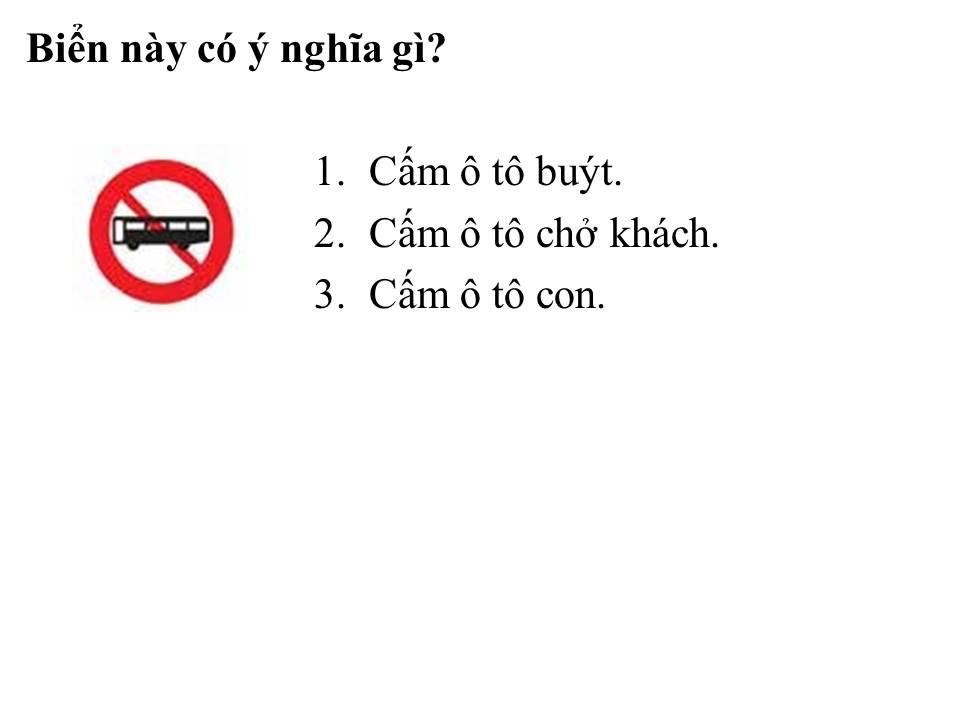 Biển này có ý nghĩa gì?
1. Cấm ô tô buýt.
2. Cấm ô tô chở khách.
3. Cấm ô tô con.